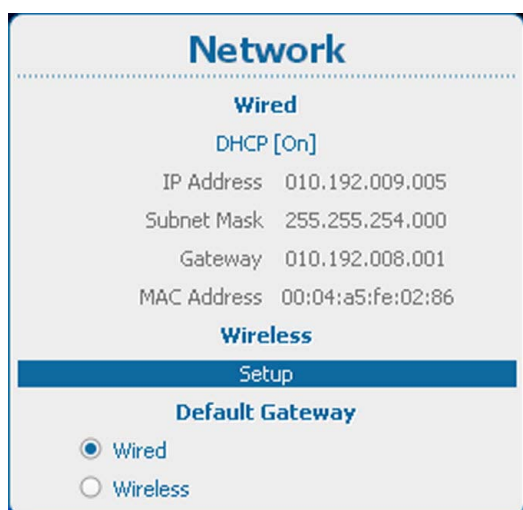 Network
Wired
DHCP [On]
IP Address 010.192.009.005
Subnet Mask 255.255.254.000
Gateway 010.192.008.001
MAC Address 00:04:a5:fe:02:86
Wireless
Setup
Default Gateway
Wired
Wireless